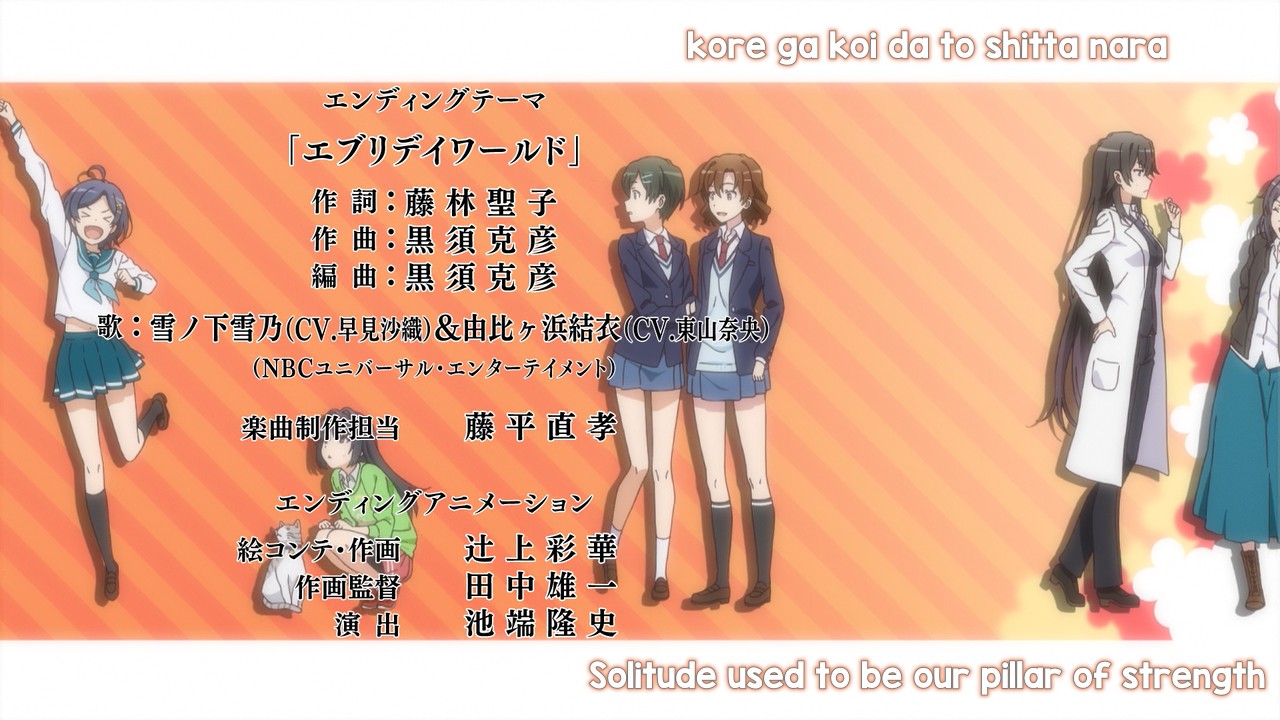 kore ga koi da to shitta nara
エンディングテーマ
「エブリデイワールド」
作詞：藤林聖子
作曲：黒須克彦
編曲：黒須克彦
歌：雪ノ下雪乃(CV.早見沙織)&由比ヶ浜結衣(CV.東山奈央)
(NBCユニバーサル・エンターテイメント)
楽曲制作担当 藤平直孝
エンディングアニメーション
絵コンテ・作画 辻上彩華
作画監督 田中雄一
演出 池端隆史
Solitude used to be our pillar of strength